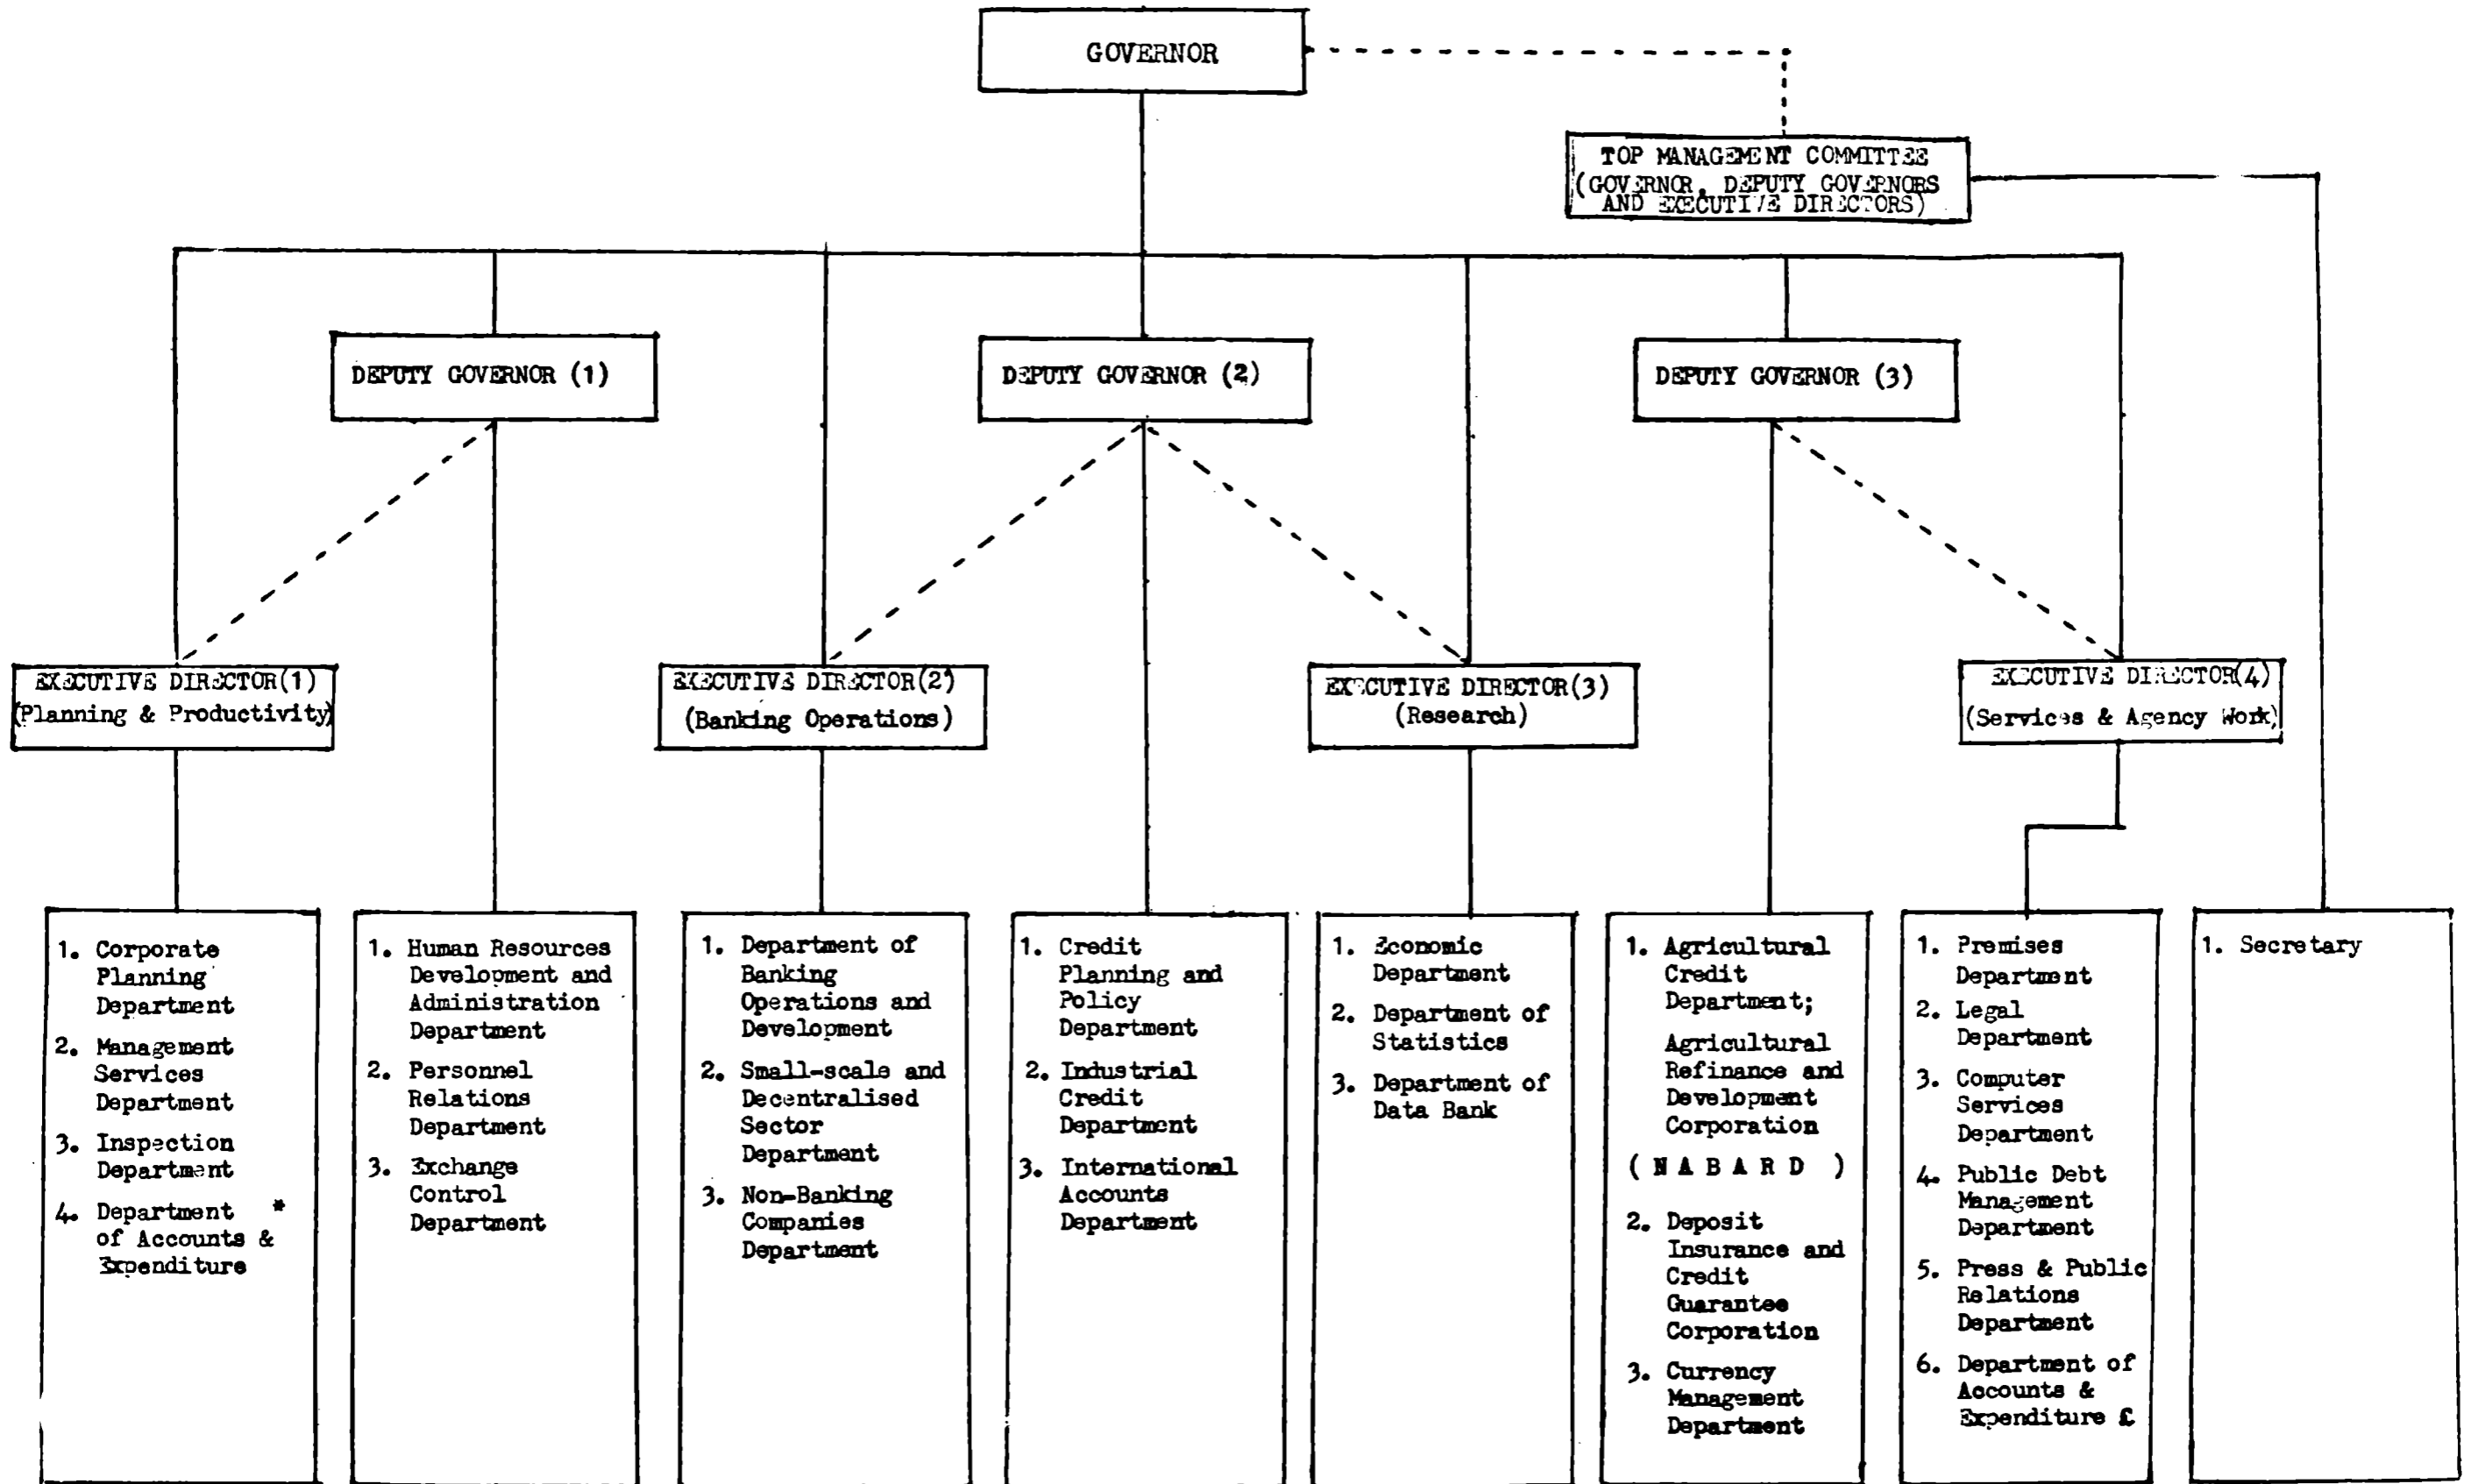 GOVERNOR
TOP MANAGEMENT COMMITTEE
(GOVERNOR, DEPUTY GOVERNORS
AND EXECUTIVE DIRECTORS)
DEPUTY GOVERNOR (1)
DEPUTY GOVERNOR (2)
DEPUTY GOVERNOR (3)
EXECUTIVE DIRECTOR(1)
(Planning & Productivity)
EXECUTIVE DIRECTOR(2)
(Banking Operations)
EXECUTIVE DIRECTOR(3)
(Research)
EXECUTIVE DIRECTOR(4)
(Services & Agency Work)
1. Corporate
Planning
Department
2. Management
Services
Department
3. Inspection
Department
4. Department *
of Accounts &
Expenditure
1. Human Resources
Development and
Administration
Department
2. Personnel
Relations
Department
3. Exchange
Control
Department
1. Department of
Banking
Operations and
Development
2. Small-scale and
Decentralised
Sector
Department
3. Non-Banking
Companies
Department
1. Credit
Planning and
Policy
Department
2. Industrial
Credit
Department
3. International
Accounts
Department
1. Economic
Department
2. Department of
Statistics
3. Department of
Data Bank
1. Agricultural
Credit
Department;
Agricultural
Refinance and
Development
Corporation
( N A B A R D )
2. Deposit
Insurance and
Credit
Guarantee
Corporation
3. Currency
Management
Department
1. Premises
Department
2. Legal
Department
3. Computer
Services
Department
4. Public Debt
Management
Department
5. Press & Public
Relations
Department
6. Department of
Accounts &
Expenditure £
1. Secretary